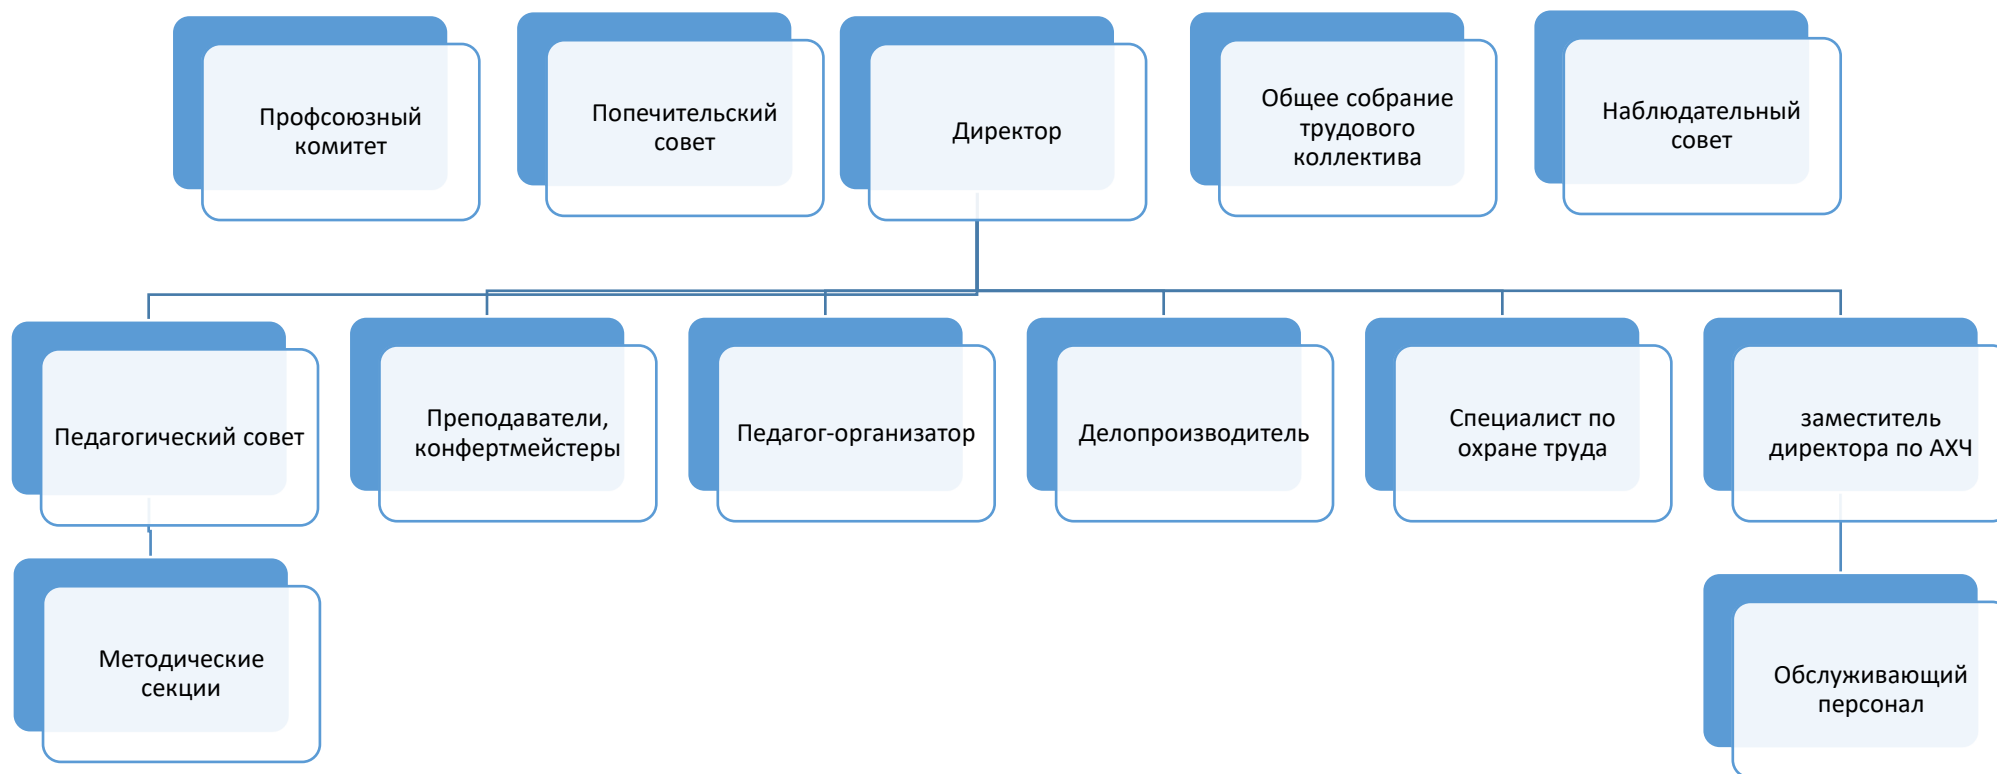 Профсоюзный
комитет
Попечительский
совет
Директор
Общее собрание
трудового
коллектива
Наблюдательный
совет
Педагогический совет
Преподаватели,
конфертмейстеры
Педагог-организатор
Делопроизводитель
Специалист по
охране труда
заместитель
директора по АХЧ
Методические
секции
Обслуживающий
персонал